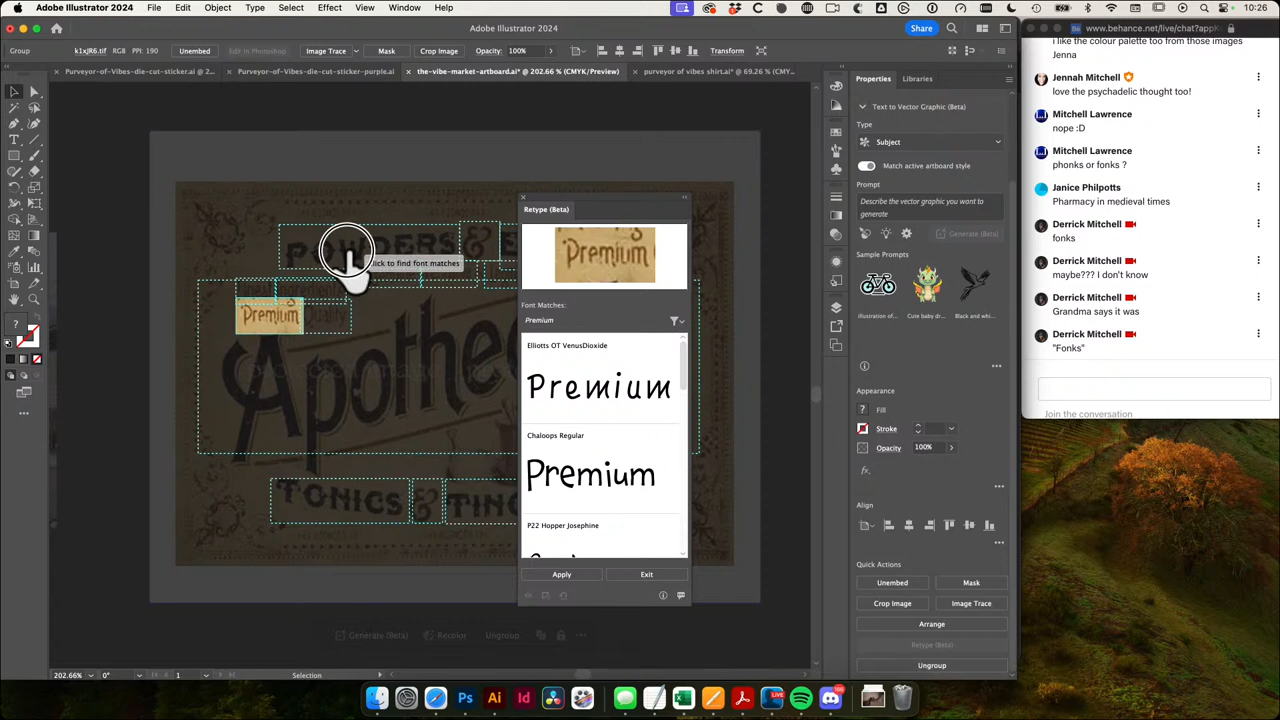 Adobe Illustrator 2024 File Edit Object Type Select Effect View Window Help 10:26
Adobe Illustrator 2024
Share
Group k1xjR6.tif RGB PPI: 190 Unembed Edit in Photoshop Image Trace Mask Crop Image Opacity: 100% Transform
Purveyor-of-Vibes-die-cut-sticker.ai @ 2... Purveyor-of-Vibes-die-cutter-purple.ai the-vibe-market-artboard.ai* @ 202.66 % (CMYK/Preview) purveyor of vibes shirt.ai* @ 69.26 % (CMY...
POWDERS & E
Click to find font matches
Premium Quality
Apothe
TONICS & TING
Generate (Beta) Recolor Ungroup
202.66% 0° 1 Selection
Retype (Beta)
Premium
Font Matches:
Premium
Elliotts OT VenusDioxide
Premium
Chaloops Regular
Premium
P22 Hopper Josephine
Apply Exit
Properties Libraries
Text to Vector Graphic (Beta)
Type
Subject
Match active artboard style
Prompt
Describe the vector graphic you want to
generate
Generate (Beta)
Sample Prompts
illustration of... Cute baby dr... Black and whi...
Appearance
? Fill
Stroke
Opacity 100%
fx
Align
Quick Actions
Unembed Mask
Crop Image Image Trace
Arrange
Retype (Beta)
Ungroup
www.behance.net/live/chat?appK
i like the colour palette too from those images
Jenna
Jennah Mitchell
love the psychadelic thought too!
Mitchell Lawrence
nope :D
Mitchell Lawrence
phonks or fonks ?
Janice Philpotts
Pharmacy in medieval times
Derrick Mitchell
fonks
Derrick Mitchell
maybe??? I don't know
Derrick Mitchell
Grandma says it was
Derrick Mitchell
"Fonks"
Join the conversation
Ps Ai Id LIVE